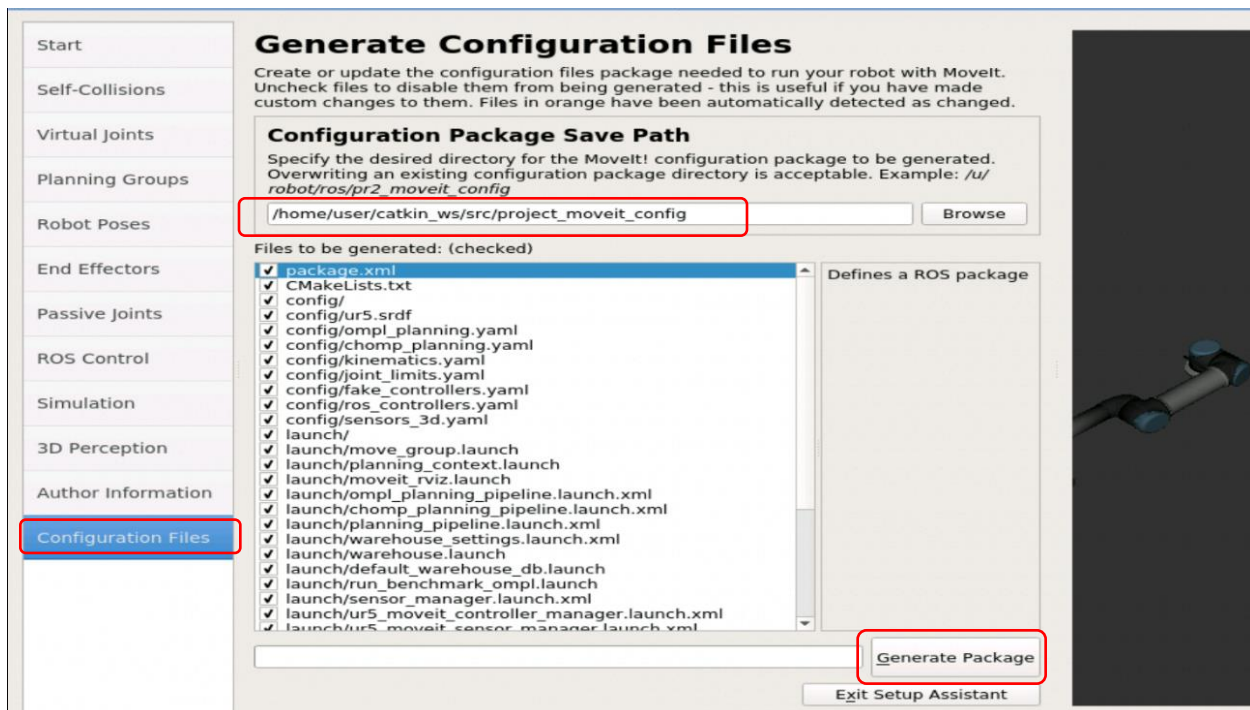 Start
Self-Collisions
Virtual Joints
Planning Groups
Robot Poses
End Effectors
Passive Joints
ROS Control
Simulation
3D Perception
Author Information
Configuration Files
Generate Configuration Files
Create or update the configuration files package needed to run your robot with MoveIt.
Uncheck files to disable them from being generated - this is useful if you have made
custom changes to them. Files in orange have been automatically detected as changed.
Configuration Package Save Path
Specify the desired directory for the MoveIt! configuration package to be generated.
Overwriting an existing configuration package directory is acceptable. Example: /u/
robot/ros/pr2_moveit_config
/home/user/catkin_ws/src/project_moveit_config
Browse
Files to be generated: (checked)
package.xml
CMakeLists.txt
config/
config/ur5.srdf
config/ompl_planning.yaml
config/chomp_planning.yaml
config/kinematics.yaml
config/joint_limits.yaml
config/fake_controllers.yaml
config/ros_controllers.yaml
config/sensors_3d.yaml
launch/
launch/move_group.launch
launch/planning_context.launch
launch/moveit_rviz.launch
launch/ompl_planning_pipeline.launch.xml
launch/chomp_planning_pipeline.launch.xml
launch/planning_pipeline.launch.xml
launch/warehouse_settings.launch.xml
launch/warehouse.launch
launch/default_warehouse_db.launch
launch/run_benchmark_ompl.launch
launch/sensor_manager.launch.xml
launch/ur5_moveit_controller_manager.launch.xml
launch/ur5_moveit_sensor_manager.launch.xml
Defines a ROS package
Generate Package
Exit Setup Assistant